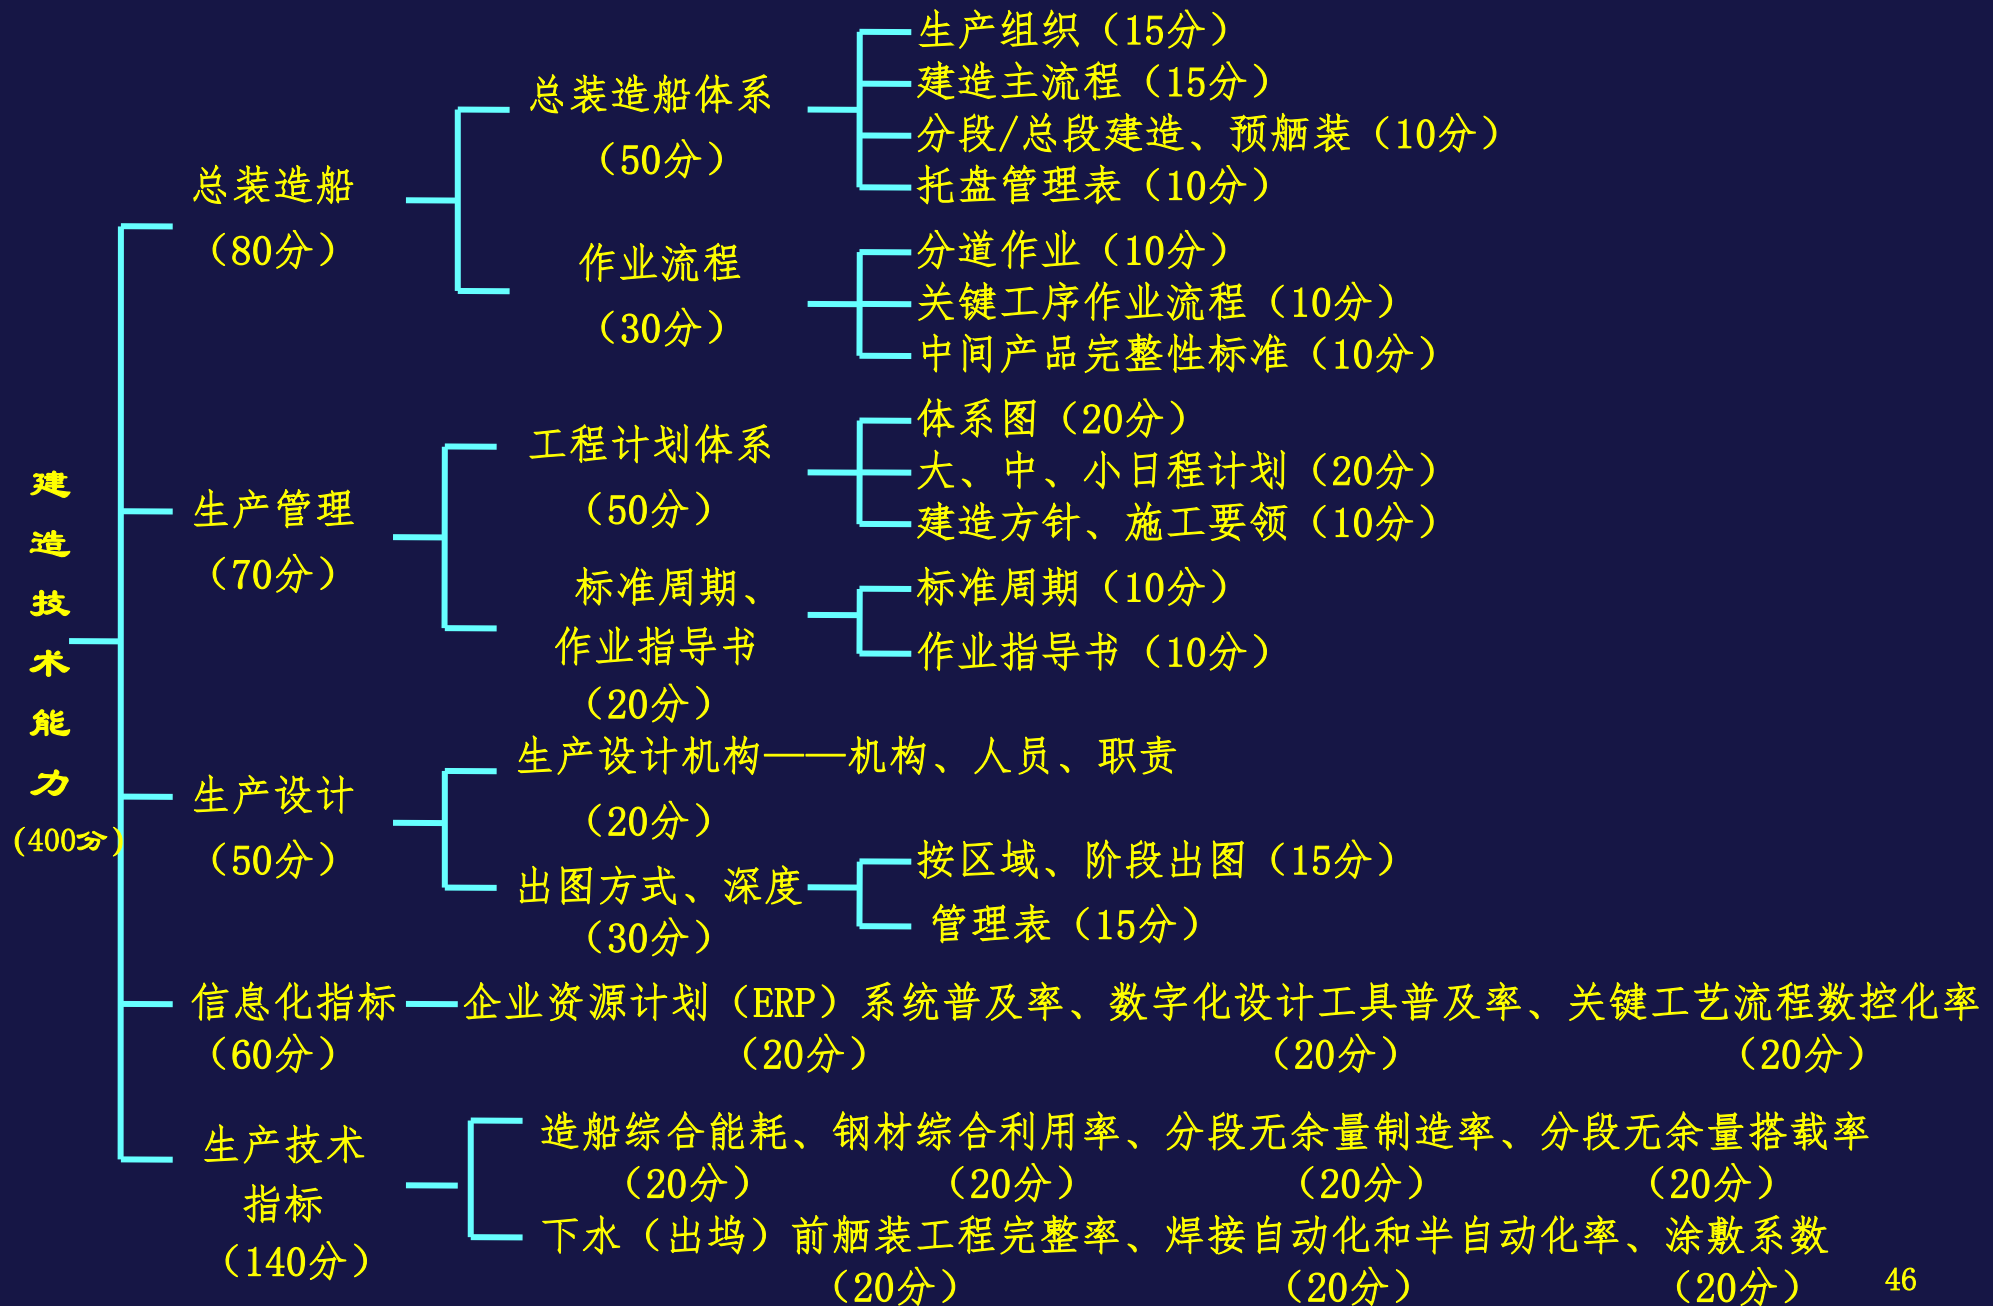 建造技术能力
(400分)
总装造船
（80分）
总装造船体系
（50分）
生产组织（15分）
建造主流程（15分）
分段/总段建造、预舾装（10分）
托盘管理表（10分）
作业流程
（30分）
分道作业（10分）
关键工序作业流程（10分）
中间产品完整性标准（10分）
生产管理
（70分）
工程计划体系
（50分）
体系图（20分）
大、中、小日程计划（20分）
建造方针、施工要领（10分）
标准周期、
作业指导书
（20分）
标准周期（10分）
作业指导书（10分）
生产设计
（50分）
生产设计机构——机构、人员、职责
（20分）
出图方式、深度
（30分）
按区域、阶段出图（15分）
管理表（15分）
信息化指标
（60分）
企业资源计划（ERP）系统普及率、数字化设计工具普及率、关键工艺流程数控化率
（20分） （20分） （20分）
生产技术
指标
（140分）
造船综合能耗、钢材综合利用率、分段无余量制造率、分段无余量搭载率
（20分） （20分） （20分） （20分）
下水（出坞）前舾装工程完整率、焊接自动化和半自动化率、涂敷系数
（20分） （20分） （20分）
46